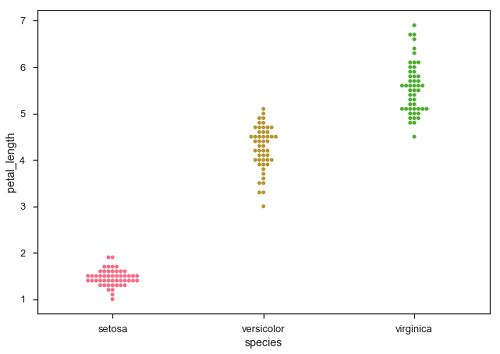 7
6
5
4
3
2
1
petal_length
setosa
versicolor
virginica
species